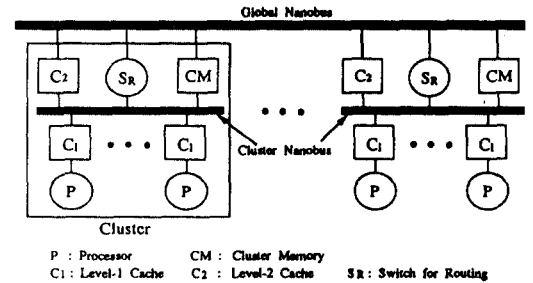 Global Nanobus
C2 SR CM C2 SR CM
Cluster Nanobus
C1 • • • C1 • • • C1 • • • C1
P P P P
Cluster
P : Processor CM : Cluster Memory
C1 : Level-1 Cache C2 : Level-2 Cache SR : Switch for Routing